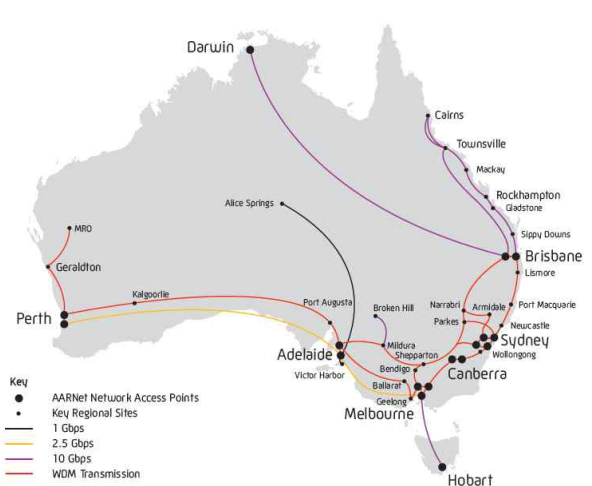 Darwin
Cairns
Townsville
Mackay
Rockhampton
Gladstone
Alice Springs
MRO
Sippy Downs
Brisbane
Geraldton
Lismore
Kalgoorlie
Port Augusta
Broken Hill
Narrabri
Armidale
Port Macquarie
Perth
Parkes
Newcastle
Sydney
Mildura
Adelaide
Shepparton
Wollongong
Bendigo
Canberra
Victor Harbor
Ballarat
Geelong
Melbourne
Key
AARNet Network Access Points
Key Regional Sites
1 Gbps
2.5 Gbps
10 Gbps
WDM Transmission
Hobart